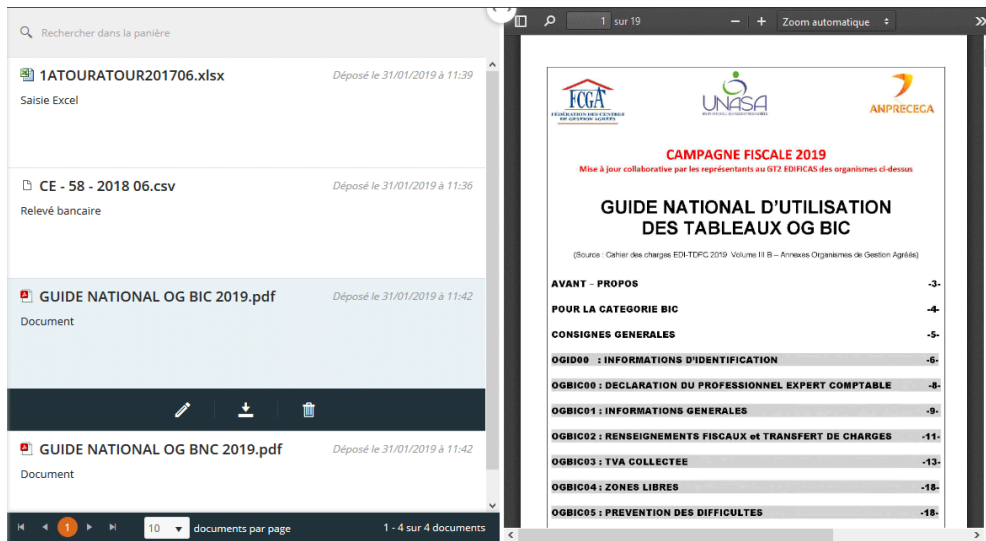 Rechercher dans la panière
1ATOURATOUR201706.xlsx
Déposé le 31/01/2019 à 11:39
Saisie Excel
CE - 58 - 2018 06.csv
Déposé le 31/01/2019 à 11:36
Relevé bancaire
GUIDE NATIONAL OG BIC 2019.pdf
Déposé le 31/01/2019 à 11:42
Document
GUIDE NATIONAL OG BNC 2019.pdf
Déposé le 31/01/2019 à 11:42
Document
1
10
documents par page
1 - 4 sur 4 documents
1 sur 19
Zoom automatique
FCGA
FÉDÉRATION DES CENTRES
DE GESTION AGRÉÉS
UNASA
ANPRECEGA
CAMPAGNE FISCALE 2019
Mise à jour collaborative par les représentants au GT2 EDIFICAS des organismes ci-dessus
GUIDE NATIONAL D'UTILISATION
DES TABLEAUX OG BIC
(Source : Cahier des charges EDI-TDFC 2019 Volume III B – Annexes Organismes de Gestion Agréés)
AVANT – PROPOS -3-
POUR LA CATEGORIE BIC -4-
CONSIGNES GENERALES -5-
OGID00 : INFORMATIONS D'IDENTIFICATION -6-
OGBIC00 : DECLARATION DU PROFESSIONNEL EXPERT COMPTABLE -8-
OGBIC01 : INFORMATIONS GENERALES -9-
OGBIC02 : RENSEIGNEMENTS FISCAUX et TRANSFERT DE CHARGES -11-
OGBIC03 : TVA COLLECTEE -13-
OGBIC04 : ZONES LIBRES -18-
OGBIC05 : PREVENTION DES DIFFICULTES -18-